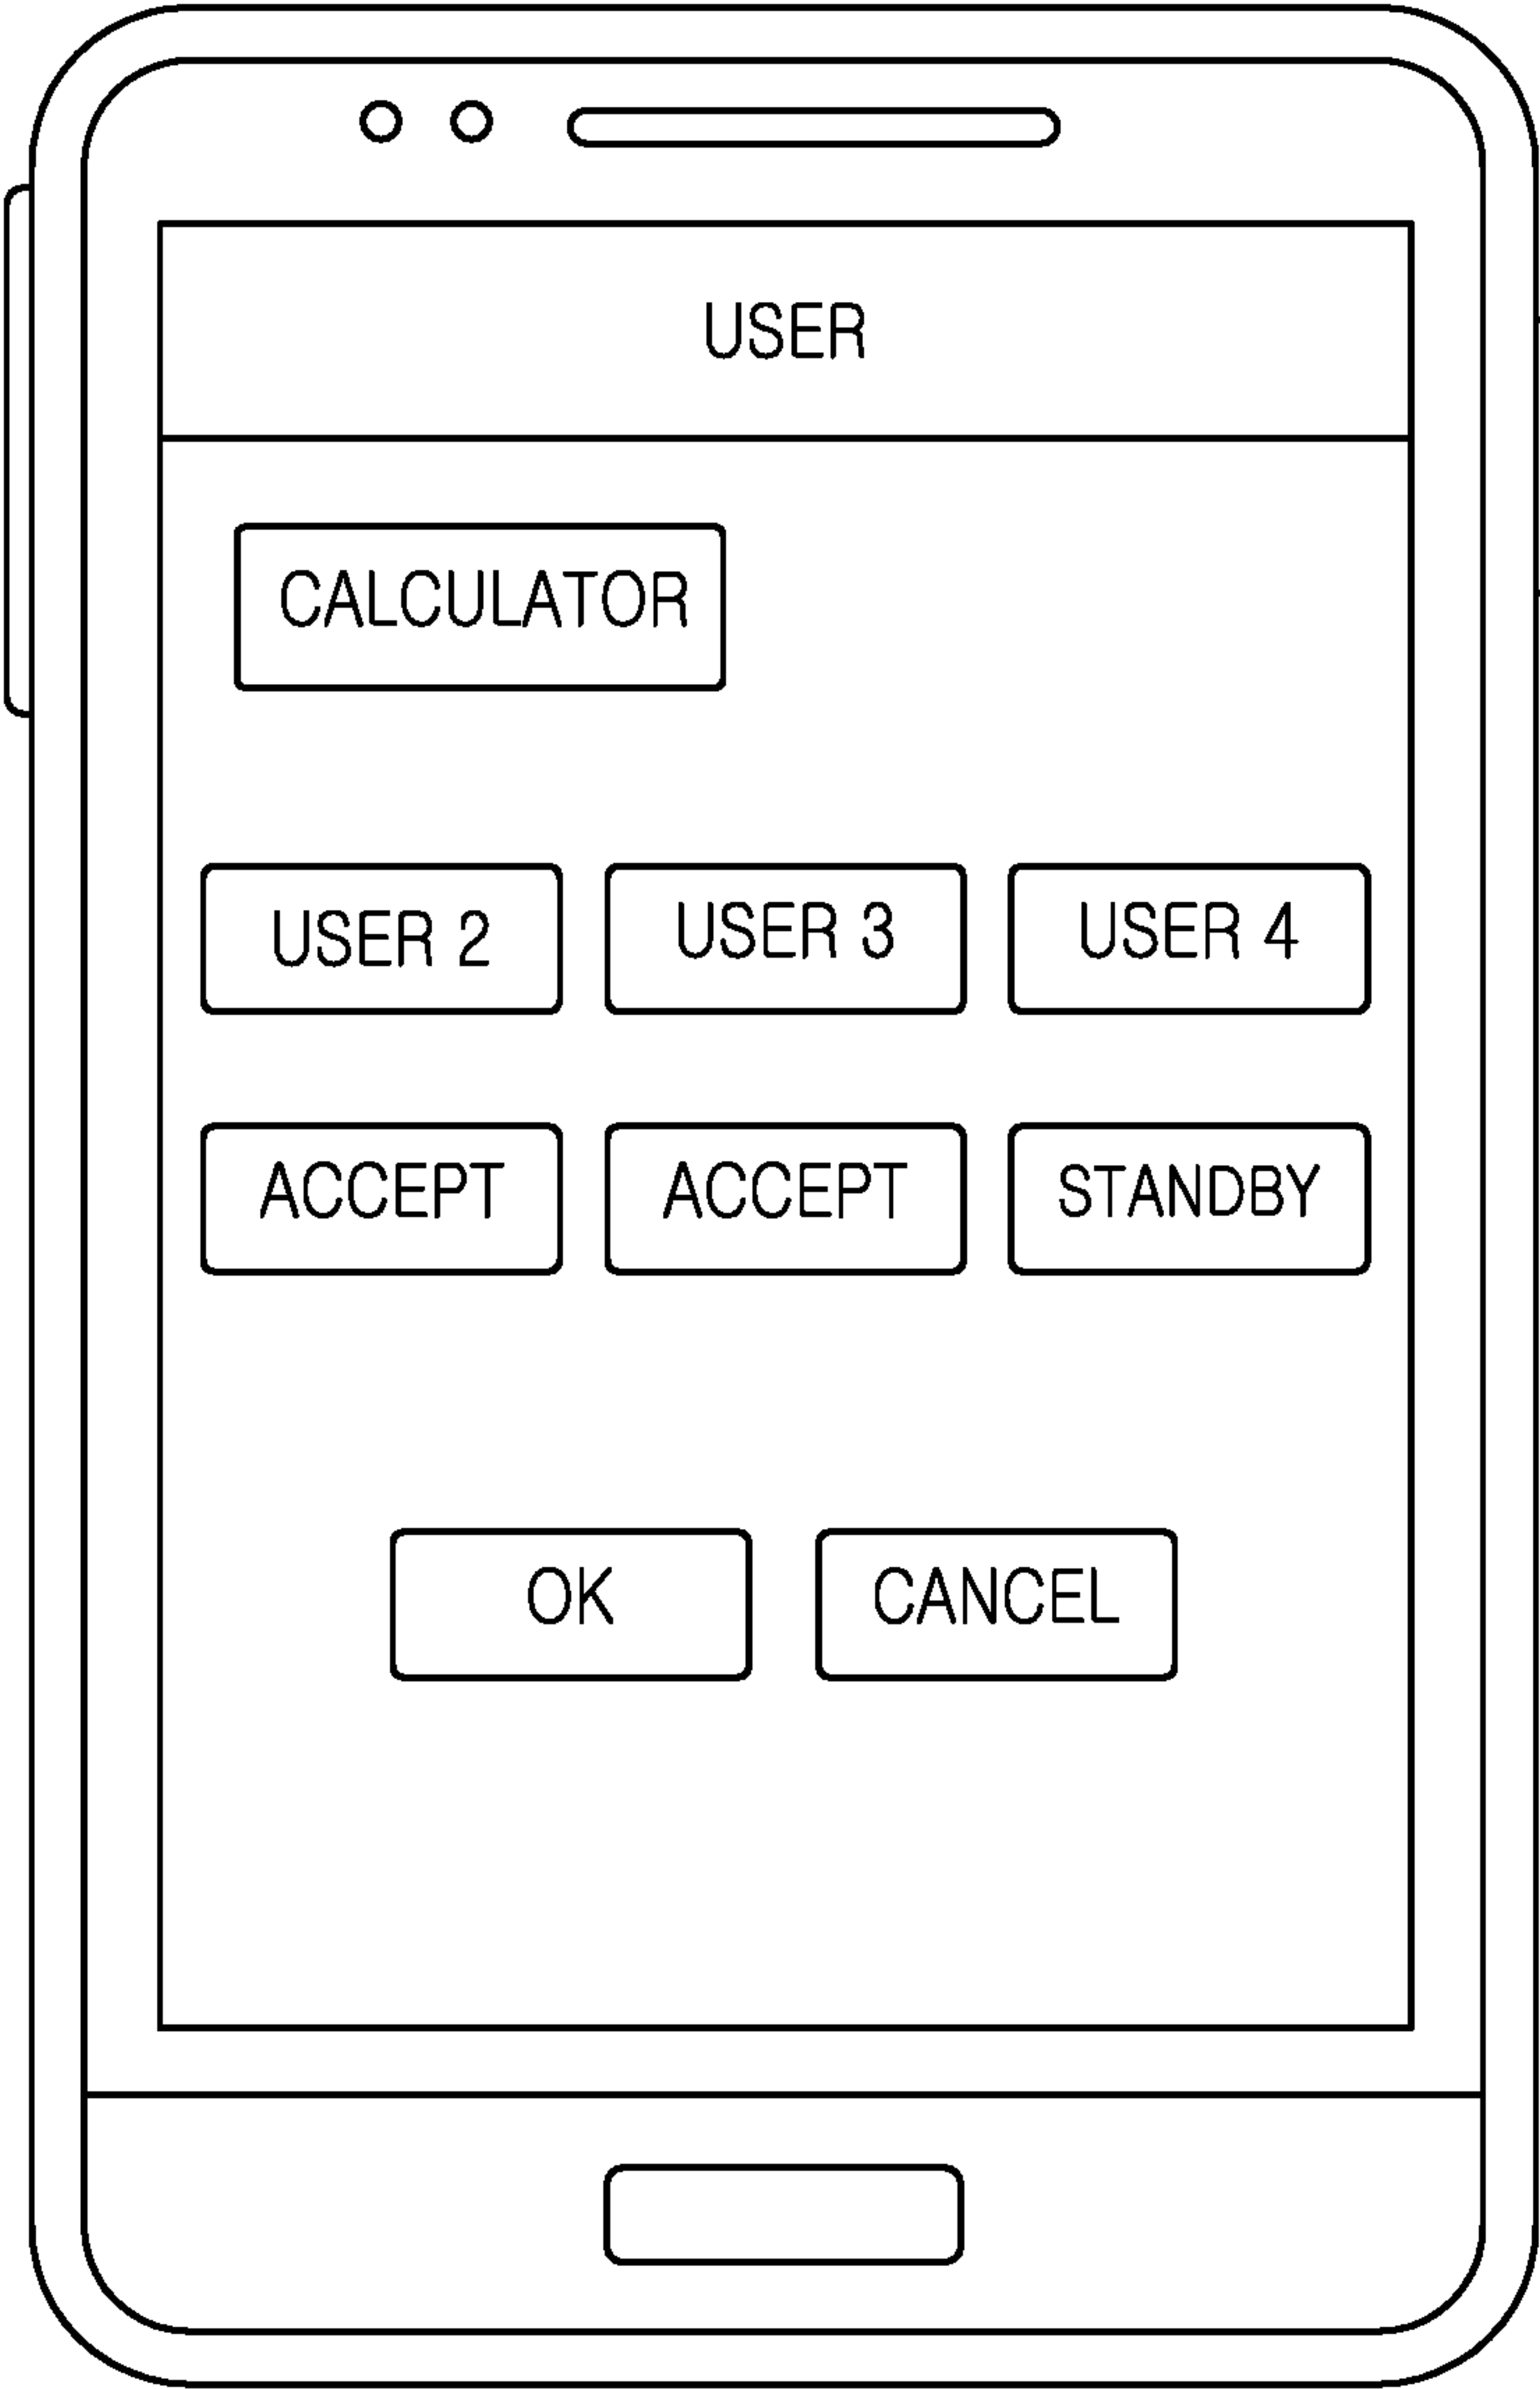 USER
CALCULATOR
USER 2 USER 3 USER 4
ACCEPT ACCEPT STANDBY
OK CANCEL